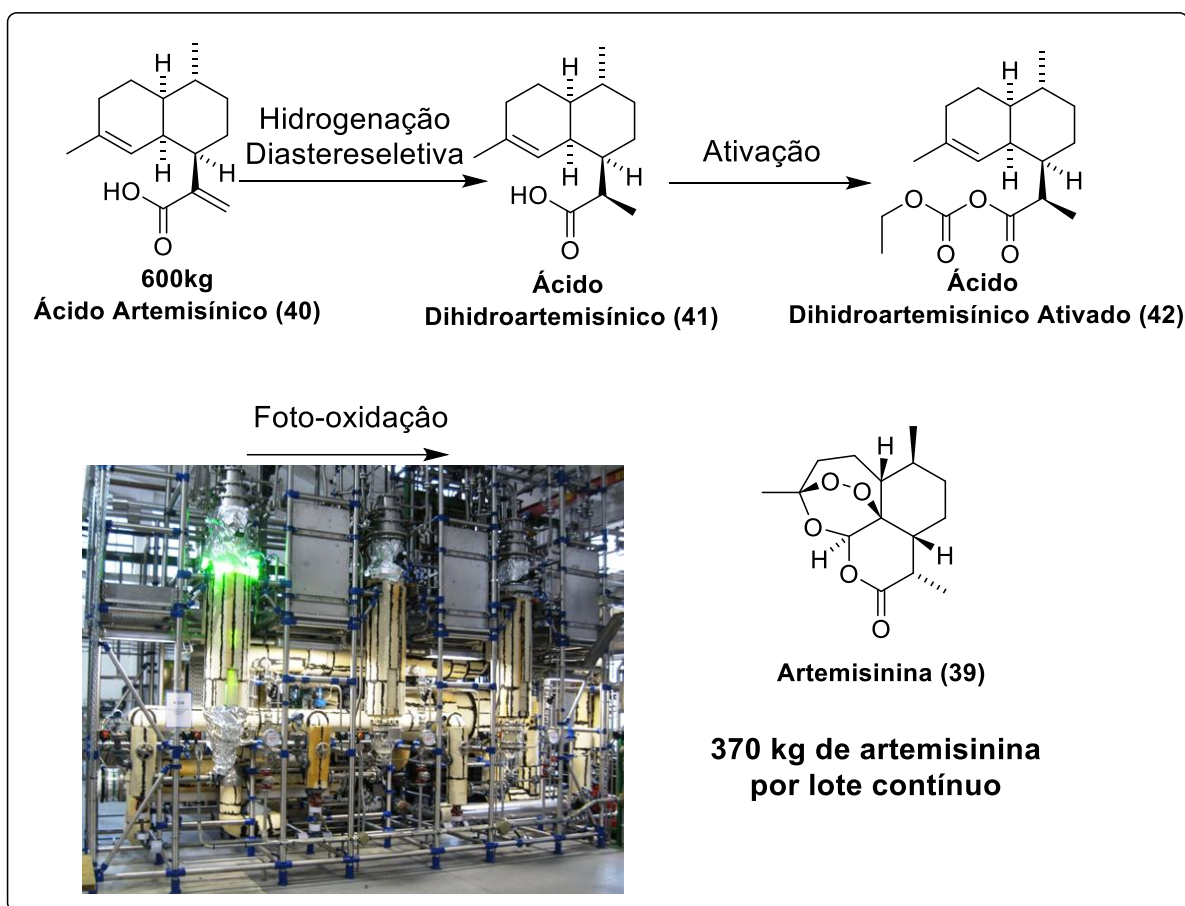 Hidrogenação
Diastereseletiva
Ativação
H
H
H
HO
O
600kg
Ácido Artemisínico (40)
H
H
H
HO
O
Ácido
Dihidroartemisínico (41)
H
H
H
O
O
O
O
Ácido
Dihidroartemisínico Ativado (42)
Foto-oxidaçâo
H
O
O
O
H
H
O
O
Artemisinina (39)
370 kg de artemisinina
por lote contínuo